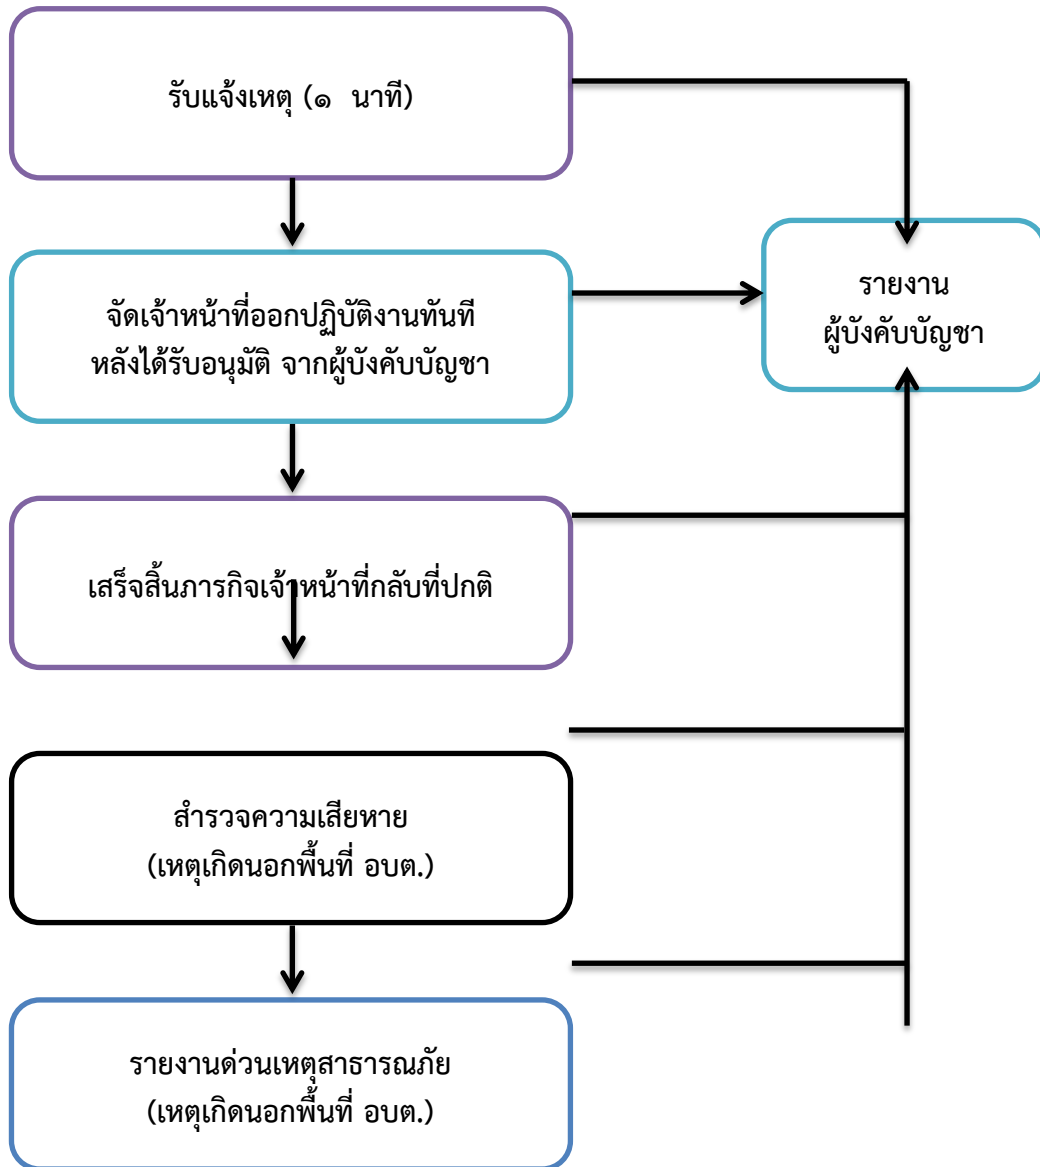 รับแจ้งเหตุ (๑ นาที)
จัดเจ้าหน้าที่ออกปฏิบัติงานทันที
หลังได้รับอนุมัติ จากผู้บังคับบัญชา
รายงาน
ผู้บังคับบัญชา
เสร็จสิ้นภารกิจเจ้าหน้าที่กลับที่ปกติ
สำรวจความเสียหาย
(เหตุเกิดนอกพื้นที่ อบต.)
รายงานด่วนเหตุสาธารณภัย
(เหตุเกิดนอกพื้นที่ อบต.)